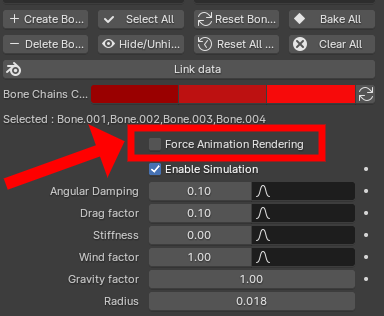 Create Bo... Select All Reset Bon... Bake All
Delete Bo... Hide/Unhi... Reset All ... Clear All
Link data
Bone Chains C...
Selected : Bone.001,Bone.002,Bone.003,Bone.004
Force Animation Rendering
Enable Simulation
Angular Damping 0.10
Drag factor 0.10
Stiffness 0.00
Wind factor 1.00
Gravity factor 1.00
Radius 0.018